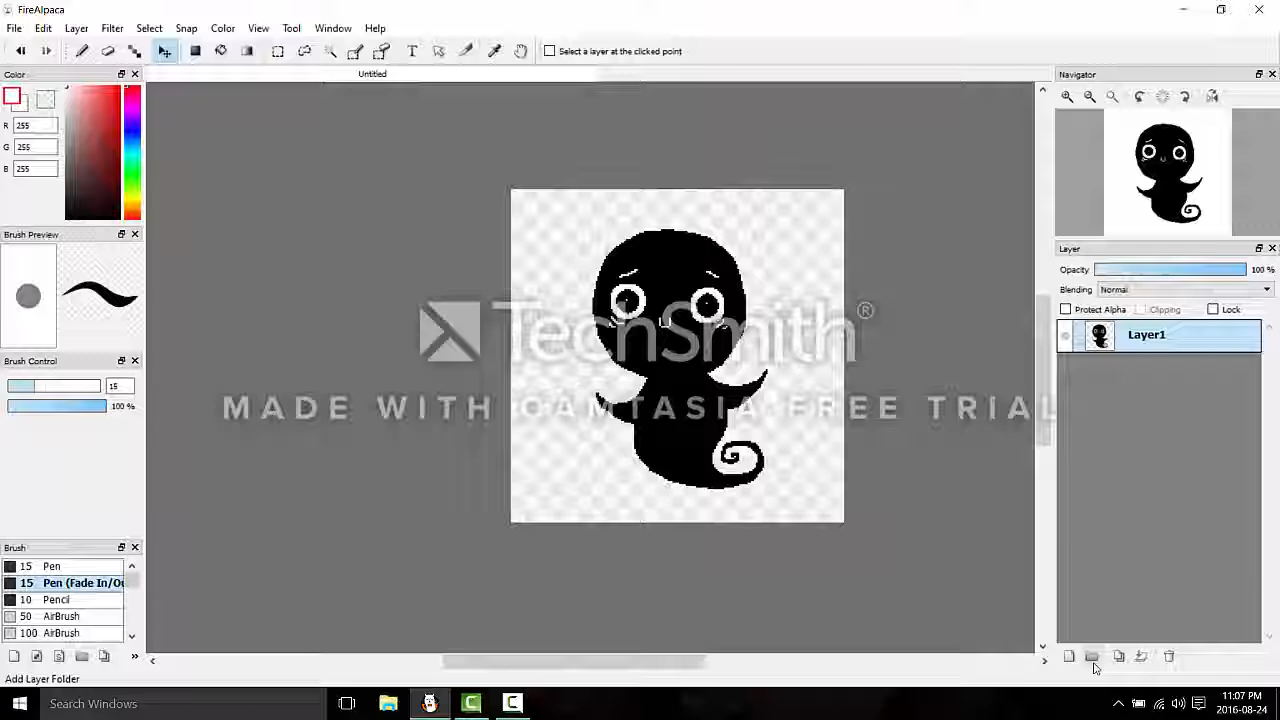 FireAlpaca
File Edit Layer Filter Select Snap Color View Tool Window Help
T Select a layer at the clicked point
Color
Untitled
Navigator
R 255
G 255
B 255
Brush Preview
Layer
Opacity 100 %
Blending Normal
Protect Alpha Clipping Lock
Layer1
TechSmith®
MADE WITH CAMTASIA FREE TRIAL
Brush Control
15
100 %
Brush
15 Pen
15 Pen (Fade In/Ou
10 Pencil
50 AirBrush
100 AirBrush
Add Layer Folder
Search Windows
11:07 PM
2016-08-24